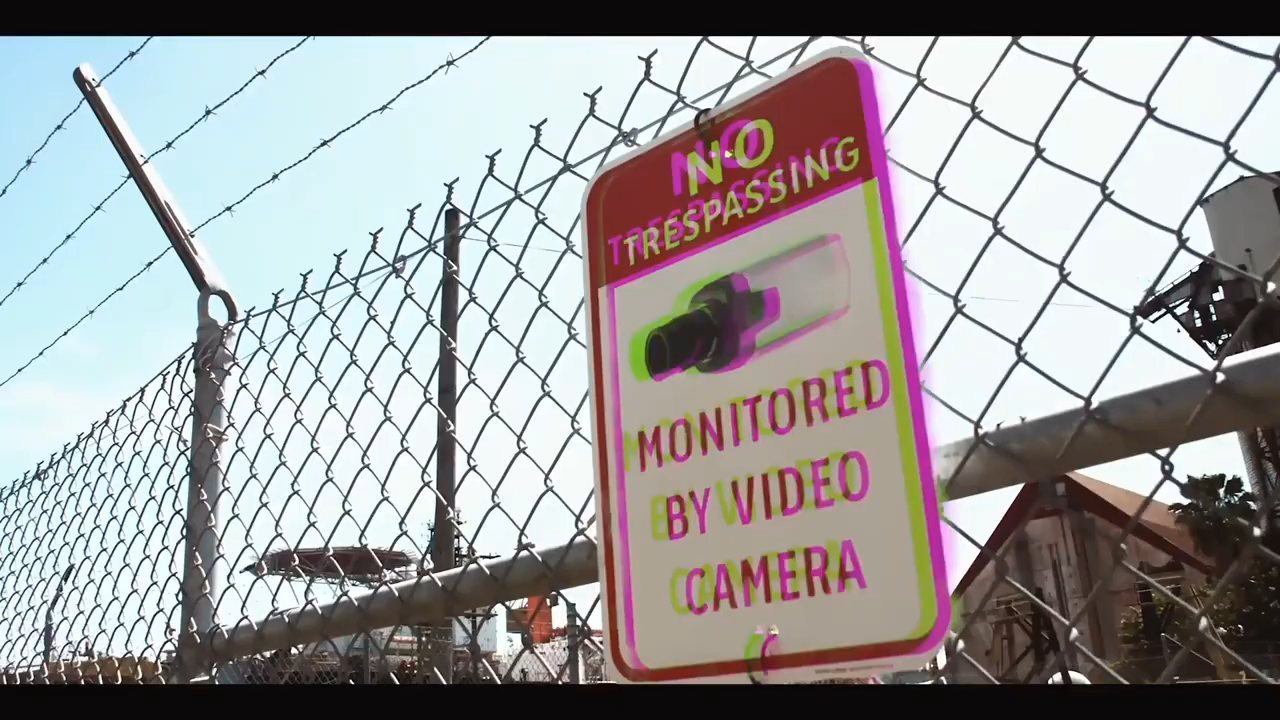 NO
TRESPASSING
MONITORED
BY VIDEO
CAMERA